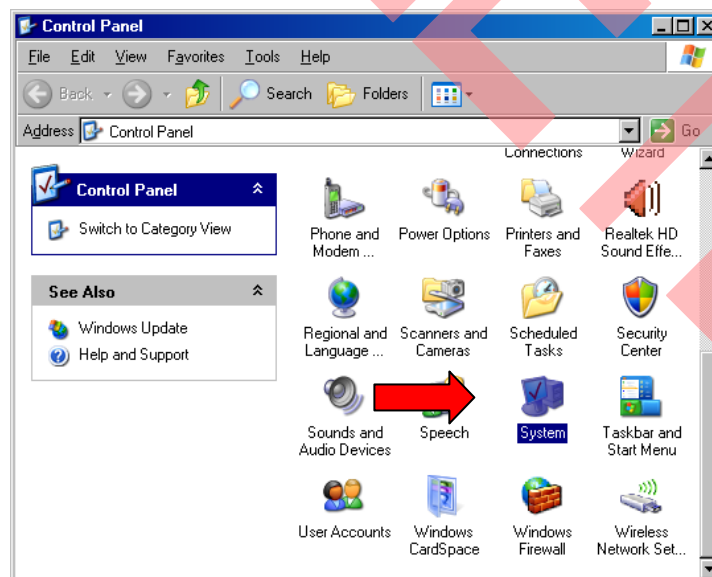 Control Panel
File Edit View Favorites Tools Help
Back Search Folders
Address Control Panel Go
Connections Wizard
Control Panel
Switch to Category View
See Also
Windows Update
Help and Support
Phone and
Modem ...
Power Options
Printers and
Faxes
Realtek HD
Sound Effe...
Regional and
Language ...
Scanners and
Cameras
Scheduled
Tasks
Security
Center
Sounds and
Audio Devices
Speech
System
Taskbar and
Start Menu
User Accounts
Windows
CardSpace
Windows
Firewall
Wireless
Network Set...